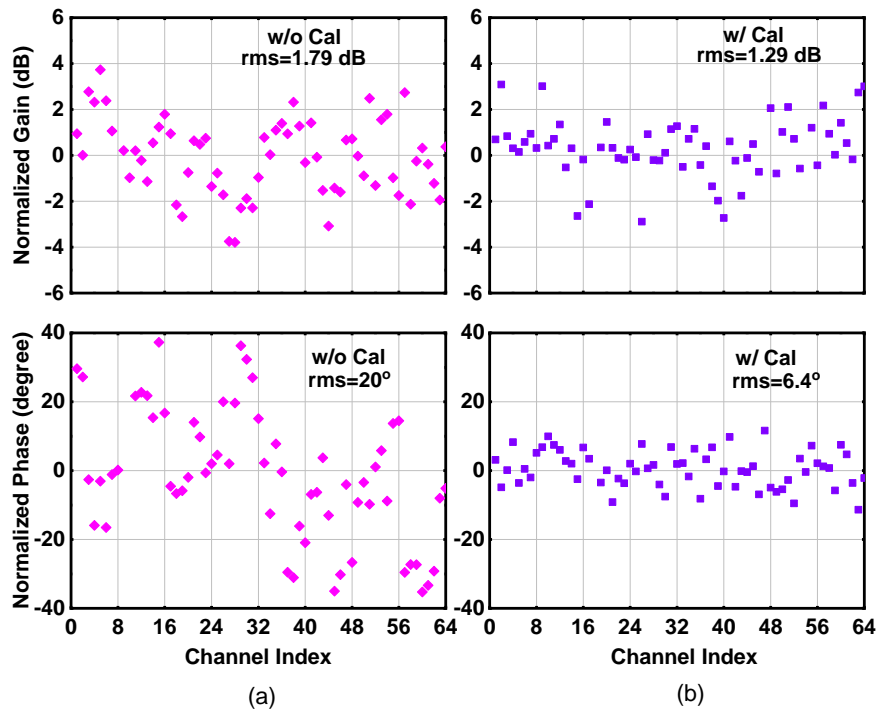 w/o Cal
rms=1.79 dB
Normalized Gain (dB)
6
4
2
0
-2
-4
-6
w/ Cal
rms=1.29 dB
6
4
2
0
-2
-4
-6
w/o Cal
rms=20°
Normalized Phase (degree)
40
20
0
-20
-40
0 8 16 24 32 40 48 56 64
Channel Index
w/ Cal
rms=6.4°
40
20
0
-20
-40
0 8 16 24 32 40 48 56 64
Channel Index
(a)
(b)